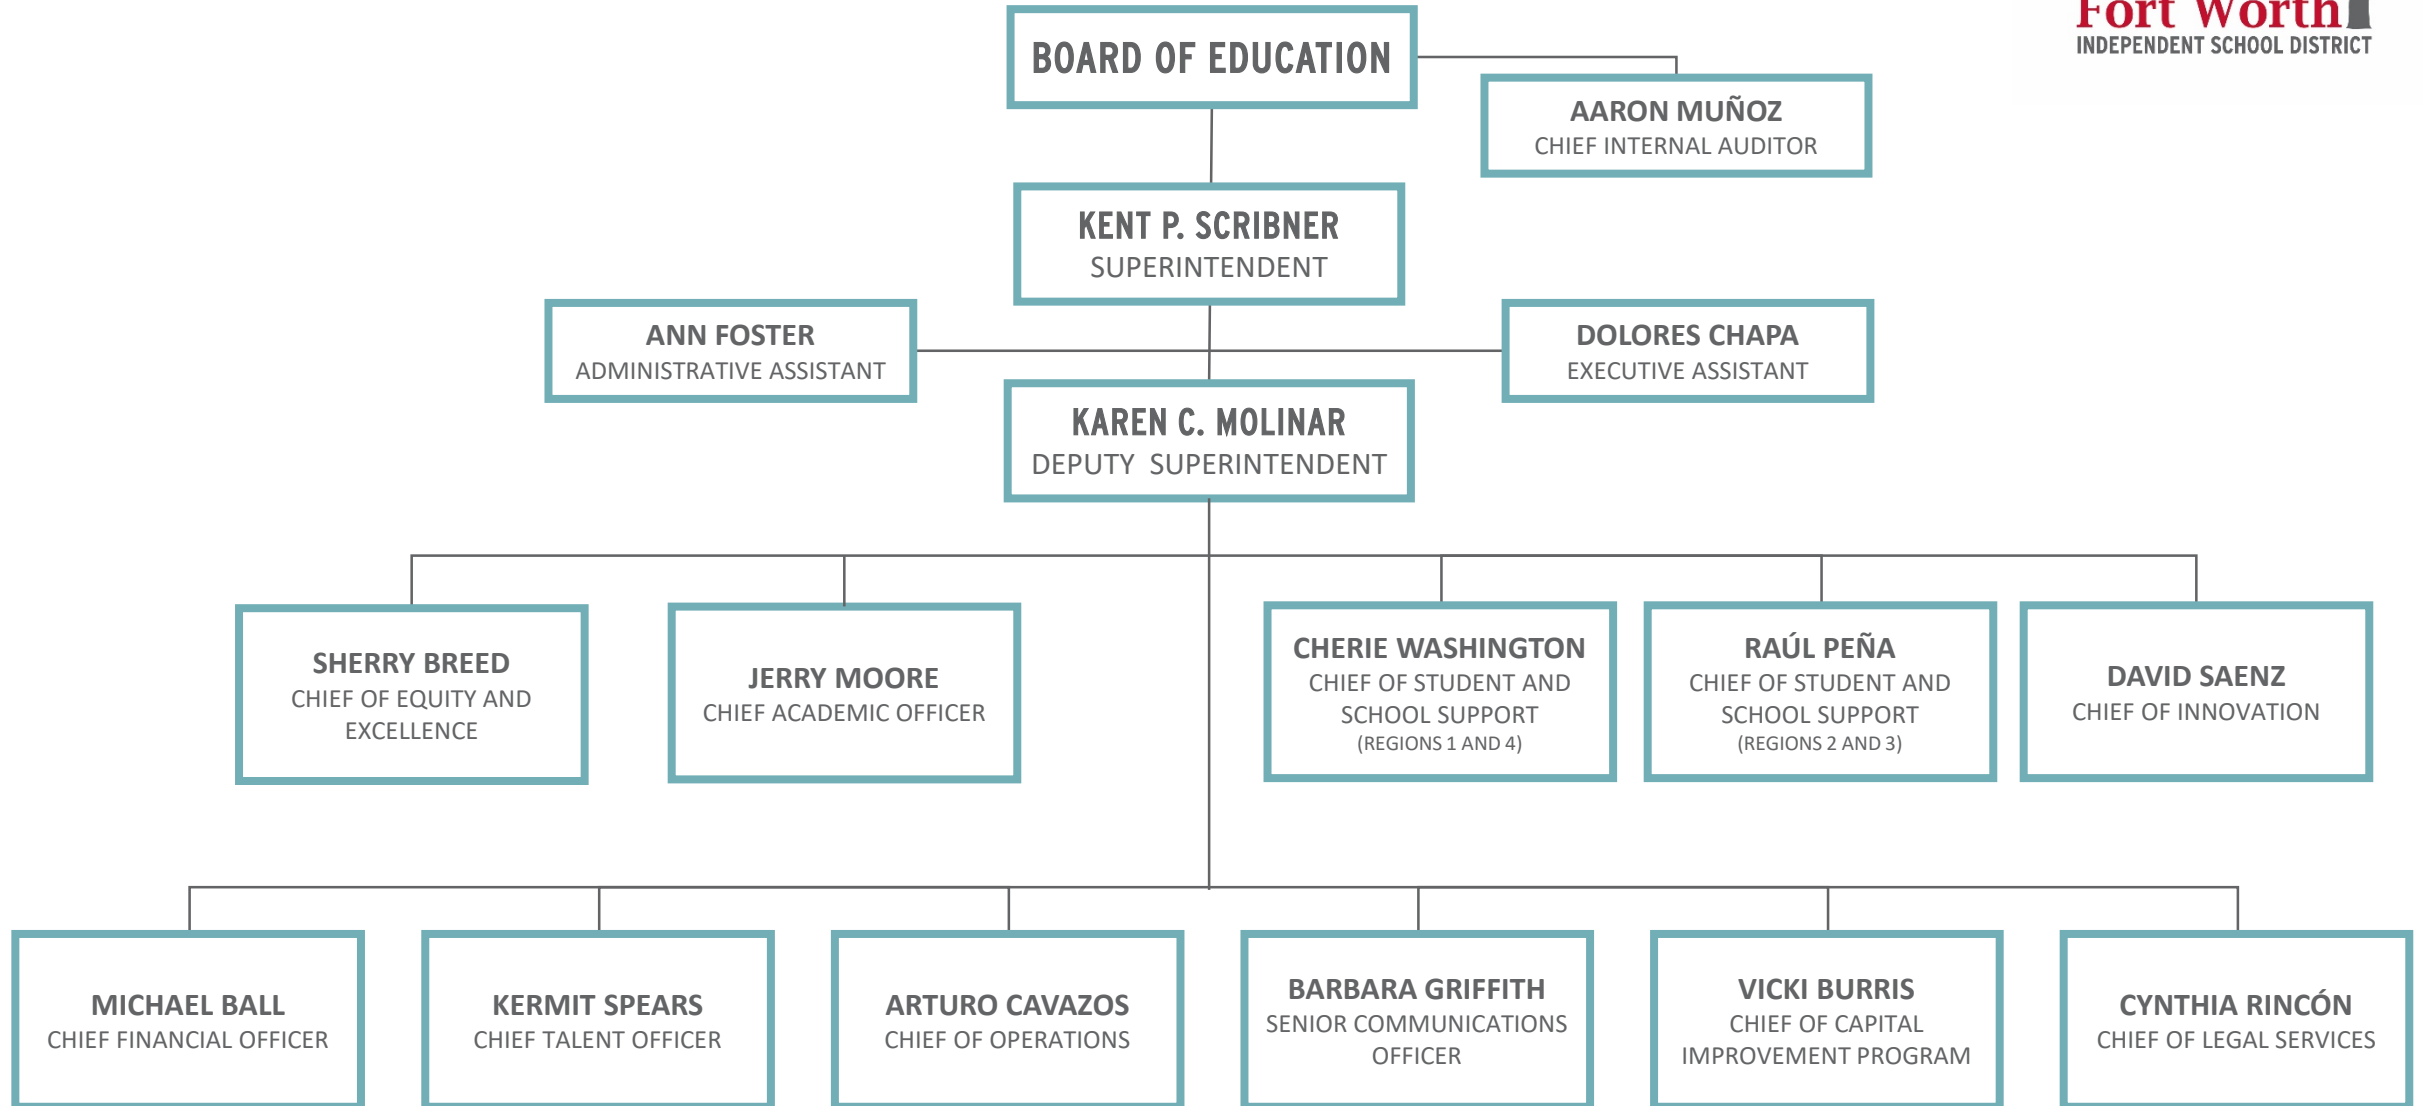 Fort Worth
INDEPENDENT SCHOOL DISTRICT
BOARD OF EDUCATION
AARON MUÑOZ
CHIEF INTERNAL AUDITOR
KENT P. SCRIBNER
SUPERINTENDENT
ANN FOSTER
ADMINISTRATIVE ASSISTANT
DOLORES CHAPA
EXECUTIVE ASSISTANT
KAREN C. MOLINAR
DEPUTY SUPERINTENDENT
SHERRY BREED
CHIEF OF EQUITY AND
EXCELLENCE
JERRY MOORE
CHIEF ACADEMIC OFFICER
CHERIE WASHINGTON
CHIEF OF STUDENT AND
SCHOOL SUPPORT
(REGIONS 1 AND 4)
RAÚL PEÑA
CHIEF OF STUDENT AND
SCHOOL SUPPORT
(REGIONS 2 AND 3)
DAVID SAENZ
CHIEF OF INNOVATION
MICHAEL BALL
CHIEF FINANCIAL OFFICER
KERMIT SPEARS
CHIEF TALENT OFFICER
ARTURO CAVAZOS
CHIEF OF OPERATIONS
BARBARA GRIFFITH
SENIOR COMMUNICATIONS
OFFICER
VICKI BURRIS
CHIEF OF CAPITAL
IMPROVEMENT PROGRAM
CYNTHIA RINCÓN
CHIEF OF LEGAL SERVICES